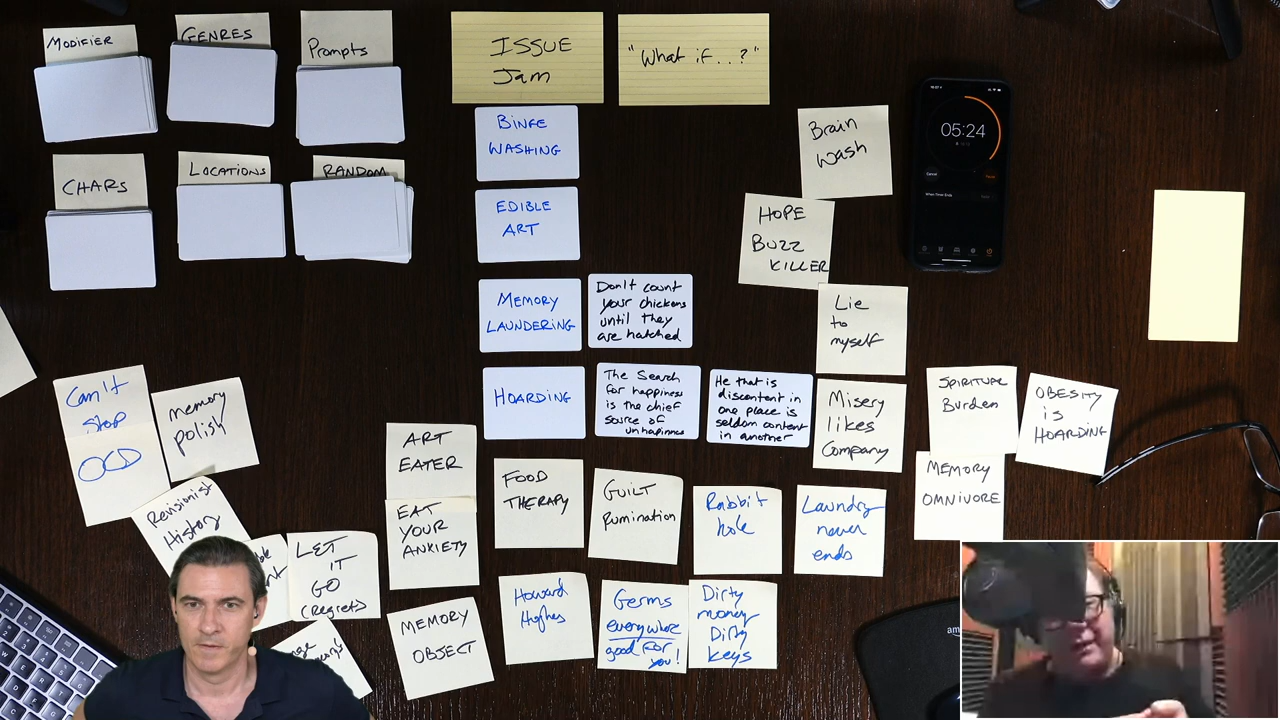 MODIFIER
GENRES
Prompts
CHARS
LOCATIONS
RANDOM
ISSUE
Jam
"What if..?"
BINGE
WASHING
EDIBLE
ART
MEMORY
LAUNDERING
Don't count
your chickens
until they
are hatched
HOARDING
The Search
for happiness
is the chief
source of
unhappiness
He that is
discontent in
one place is
seldom content
in another
Brain
Wash
HOPE
BUZZ
KILLER
Lie
to
myself
Misery
likes
Company
SPIRITUAL
Burden
OBESITY
is
HOARDING
MEMORY
OMNIVORE
05:24
Cancel
When Timer Ends
Can't
stop
OCD
Memory
polish
Revisionist
History
LET
IT
GO
(regrets)
ART
EATER
EAT
YOUR
ANXIETY
MEMORY
OBJECT
FOOD
THERAPY
GUILT
Rumination
Rabbit
hole
Laundry
never
ends
Howard
Hughes
Germs
everywhere
good for
you!
Dirty
money
Dirty
keys